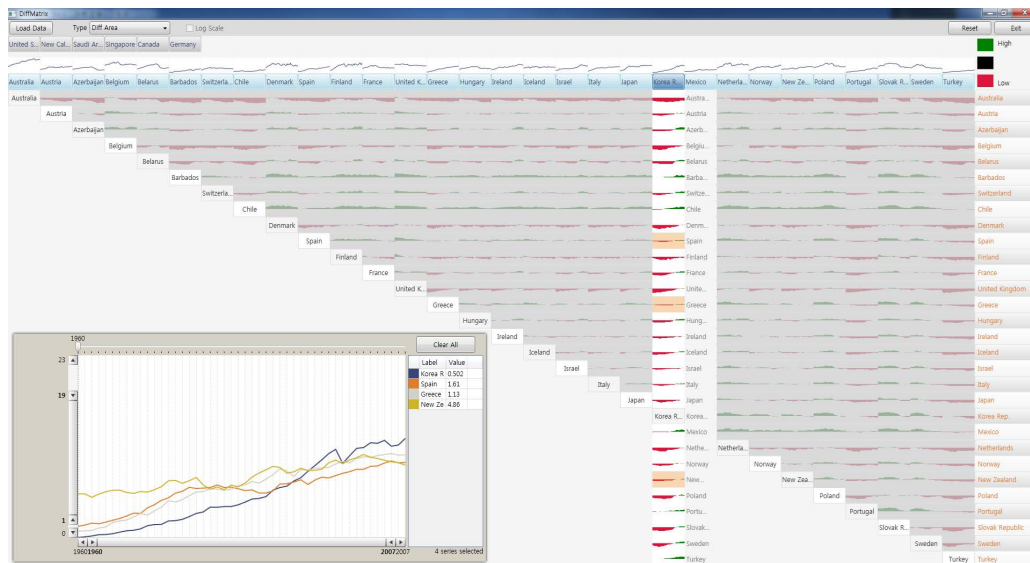 DiffMatrix
Load Data Type Diff Area Log Scale Reset Exit
United S... New Cal... Saudi Ar... Singapore Canada Germany
High
Low
Australia Austria Azerbaijan Belgium Belarus Barbados Switzerla... Chile Denmark Spain Finland France United K... Greece Hungary Ireland Iceland Israel Italy Japan Korea R... Mexico Netherla... Norway New Ze... Poland Portugal Slovak R... Sweden Turkey
Australia Austra... Australia
Austria Austria Austria
Azerbaijan Azerb... Azerbaijan
Belgium Belgiu... Belgium
Belarus Belarus Belarus
Barbados Barba... Barbados
Switzerla... Switze... Switzerland
Chile Chile Chile
Denmark Denm... Denmark
Spain Spain Spain
Finland Finland Finland
France France France
United K... Unite... United Kingdom
Greece Greece Greece
Hungary Hung... Hungary
Ireland Ireland Ireland
Iceland Iceland Iceland
Israel Israel Israel
Italy Italy Italy
Japan Japan Japan
Korea R... Korea... Korea Rep.
Mexico Mexico
Nethe... Netherla... Netherlands
Norway Norway Norway
New... New Zea... New Zealand
Poland Poland Poland
Portu... Portugal Portugal
Slovak... Slovak R... Slovak Republic
Sweden Sweden Sweden
Turkey Turkey Turkey
1960
Clear All
23
19
1
0
Label Value
Korea R 0.502
Spain 1.61
Greece 1.13
New Ze 4.86
1960 1960 2007 2007
4 series selected